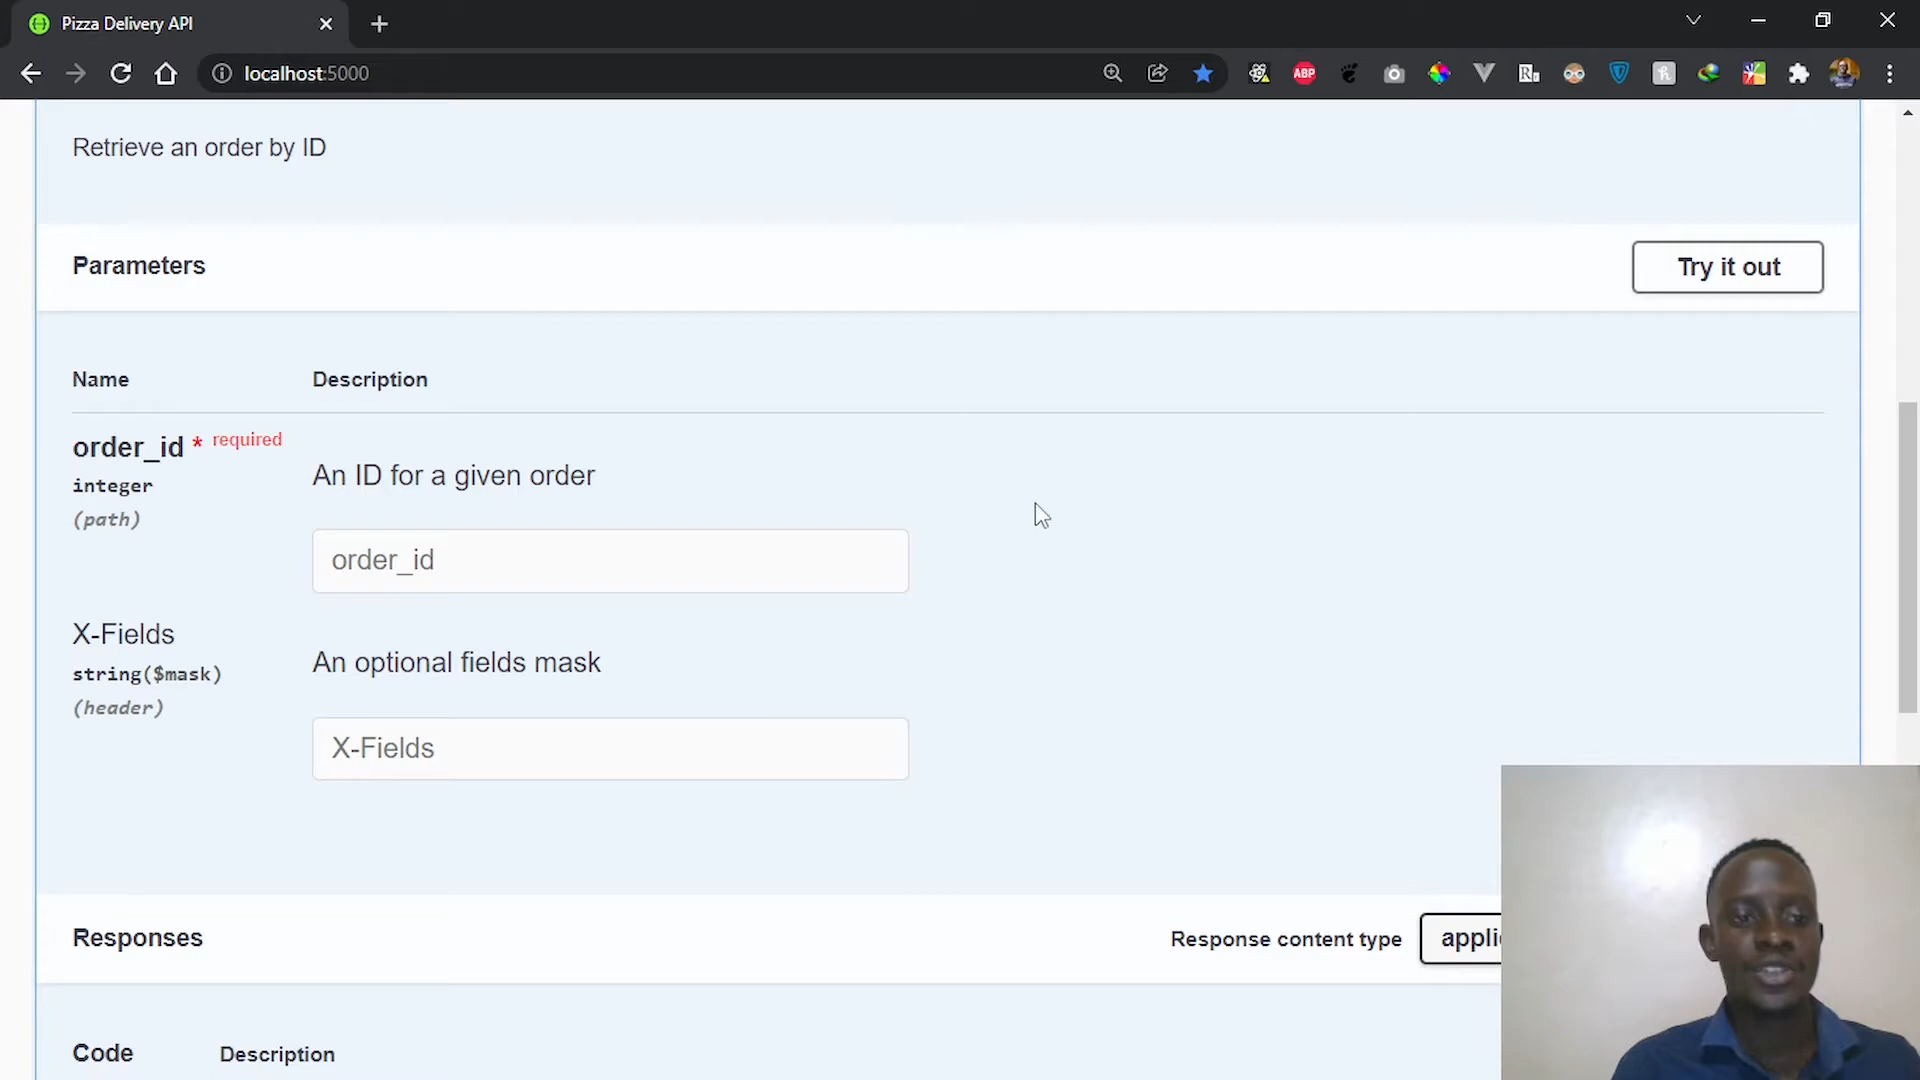 Pizza Delivery API
localhost:5000
ABP
Retrieve an order by ID
Parameters
Try it out
Name Description
order_id * required
integer
(path)
An ID for a given order
order_id
X-Fields
string($mask)
(header)
An optional fields mask
X-Fields
Responses
Response content type
appli
Code Description